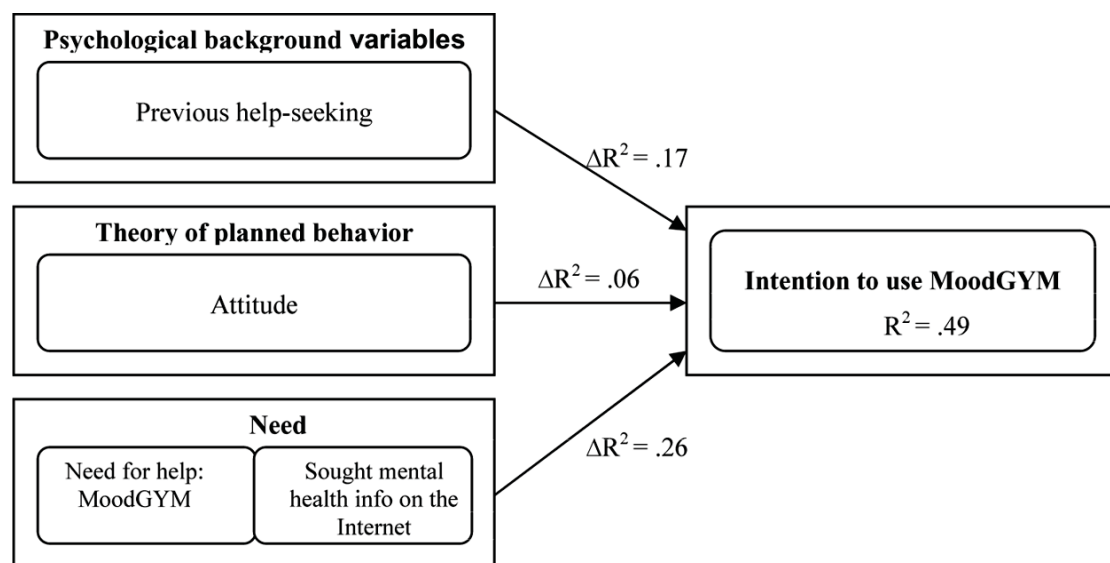 Psychological background variables
Previous help-seeking
ΔR² = .17
Theory of planned behavior
Attitude
ΔR² = .06
Intention to use MoodGYM
R² = .49
Need
Need for help:
MoodGYM
Sought mental
health info on the
Internet
ΔR² = .26